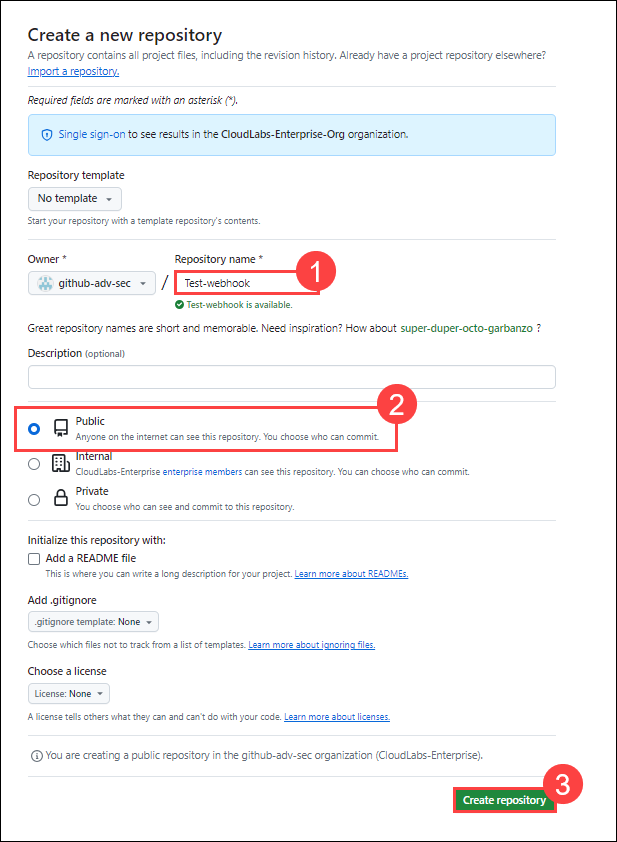 Create a new repository
A repository contains all project files, including the revision history. Already have a project repository elsewhere?
Import a repository.
Required fields are marked with an asterisk (*).
Single sign-on to see results in the CloudLabs-Enterprise-Org organization.
Repository template
No template
Start your repository with a template repository's contents.
Owner * Repository name * 1
github-adv-sec / Test-webhook
Test-webhook is available.
Great repository names are short and memorable. Need inspiration? How about super-duper-octo-garbanzo ?
Description (optional)
2
Public
Anyone on the internet can see this repository. You choose who can commit.
Internal
CloudLabs-Enterprise enterprise members can see this repository. You can choose who can commit.
Private
You choose who can see and commit to this repository.
Initialize this repository with:
Add a README file
This is where you can write a long description for your project. Learn more about READMEs.
Add .gitignore
.gitignore template: None
Choose which files not to track from a list of templates. Learn more about ignoring files.
Choose a license
License: None
A license tells others what they can and can't do with your code. Learn more about licenses.
You are creating a public repository in the github-adv-sec organization (CloudLabs-Enterprise).
3
Create repository